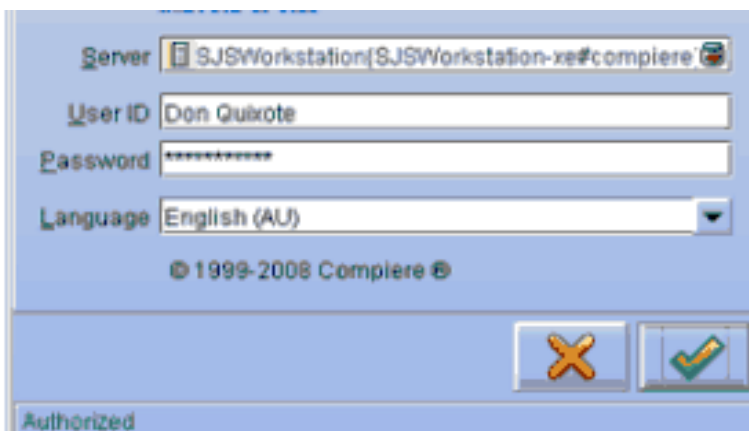 Server SJSWorkstation{SJSWorkstation-xe#compiere
User ID Don Quixote
Password ***********
Language English (AU)
© 1999-2008 Compiere ®
Authorized